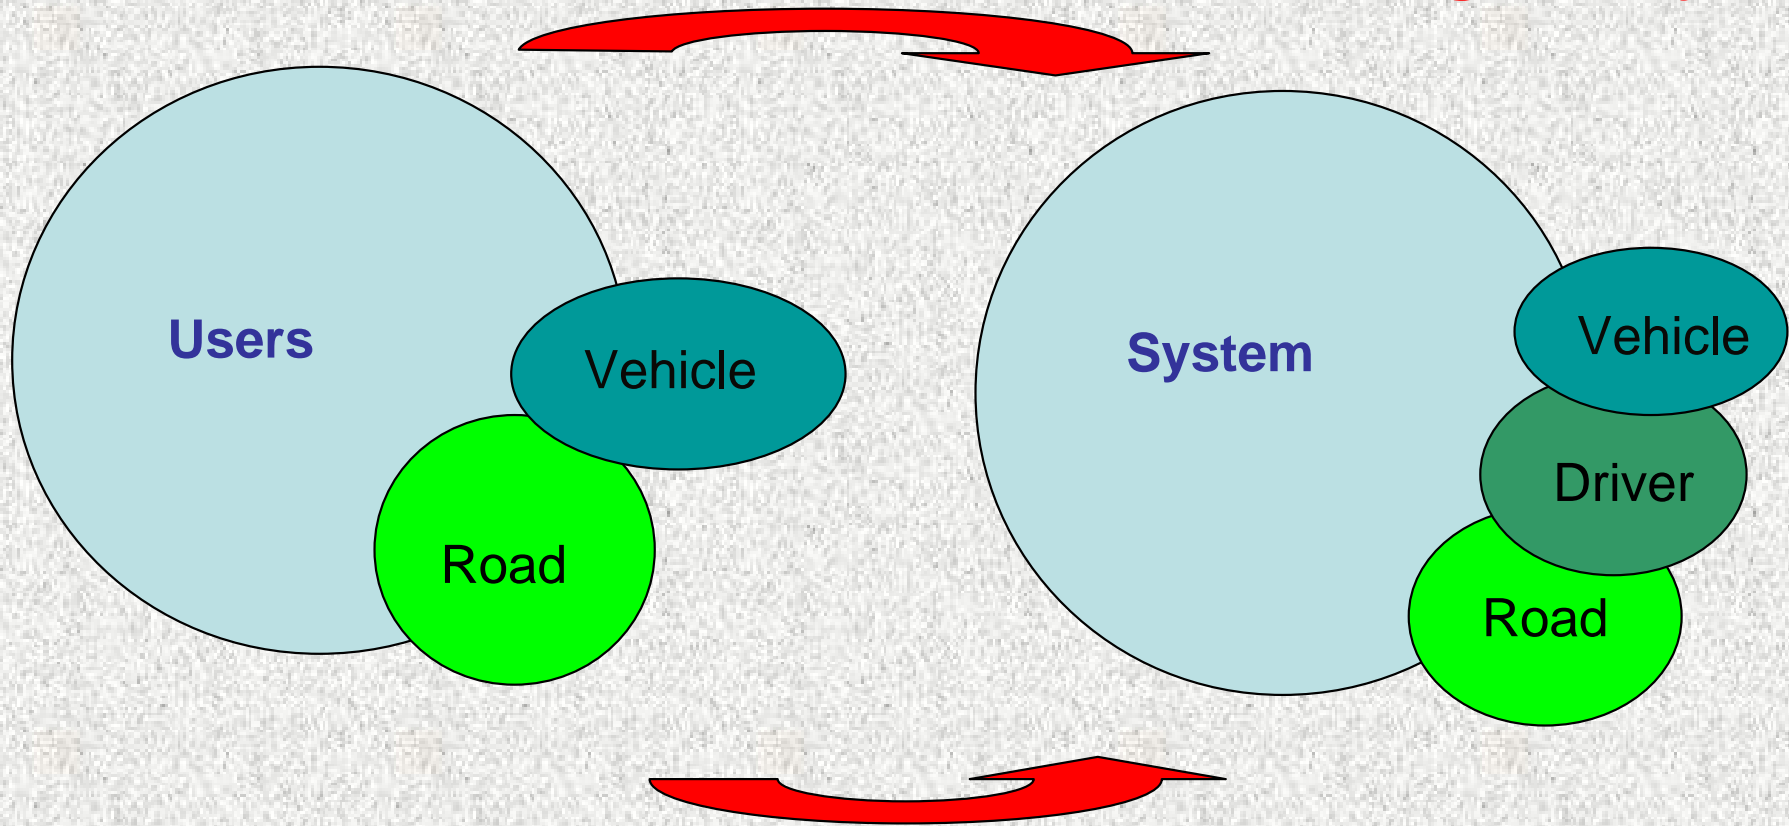 Users
Vehicle
Road
System
Vehicle
Driver
Road